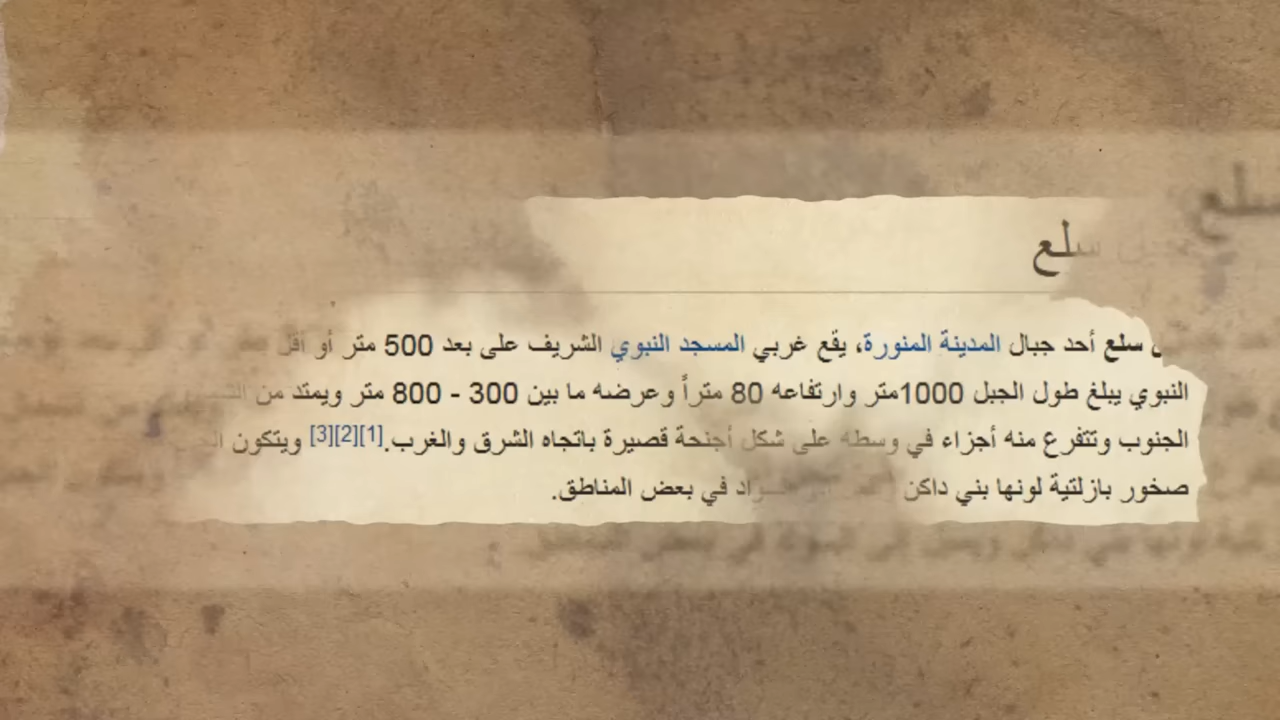 سلع
سلع أحد جبال المدينة المنورة، يقع غربي المسجد النبوي الشريف على بعد 500 متر أو أقل
النبوي يبلغ طول الجبل 1000متر وارتفاعه 80 متراً وعرضه ما بين 300 - 800 متر ويمتد من
الجنوب وتتفرع منه أجزاء في وسطه على شكل أجنحة قصيرة باتجاه الشرق والغرب.[1][2][3] ويتكون
صخور بازلتية لونها بني داكن في بعض المناطق.